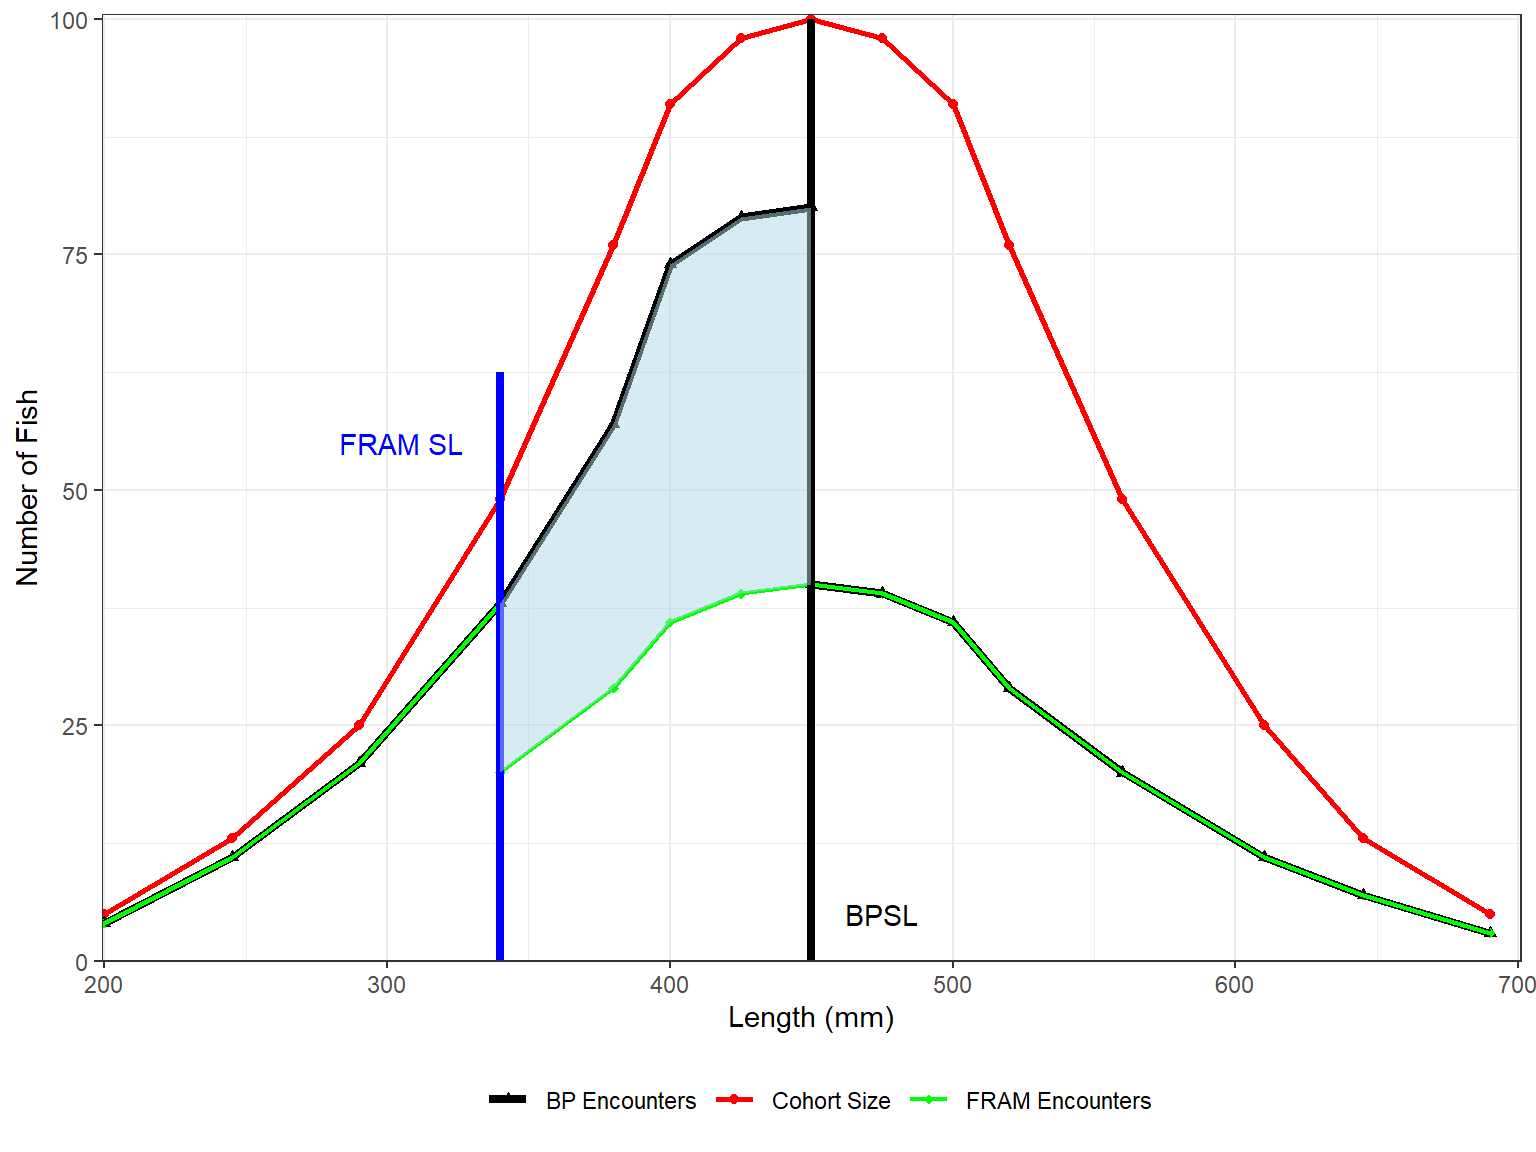 100
75
50
25
0
Number of Fish
FRAM SL
BPSL
200 300 400 500 600 700
Length (mm)
BP Encounters Cohort Size FRAM Encounters